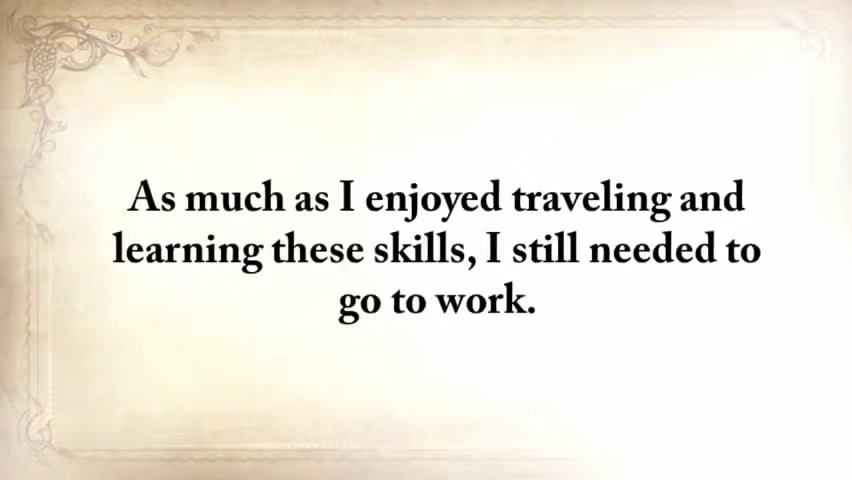 As much as I enjoyed traveling and
learning these skills, I still needed to
go to work.